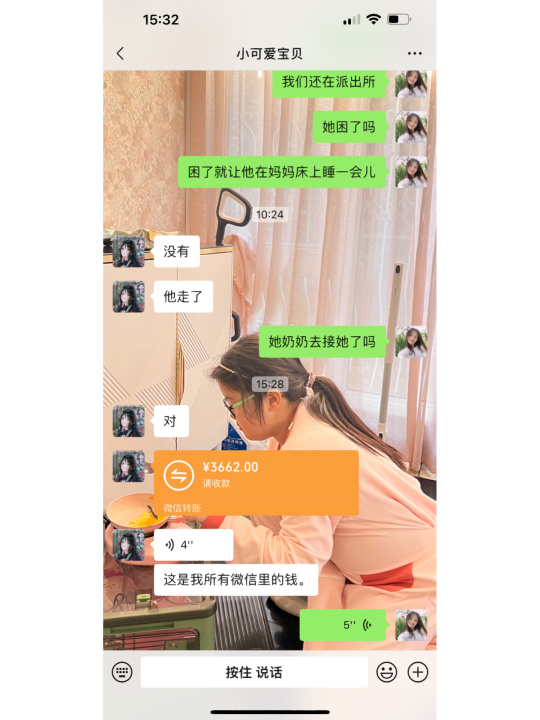 15:32
小可爱宝贝
我们还在派出所
她困了吗
困了就让他在妈妈床上睡一会儿
10:24
没有
他走了
她奶奶去接她了吗
15:28
对
¥3662.00
请收款
微信转账
4''
这是我所有微信里的钱。
5''
按住 说话